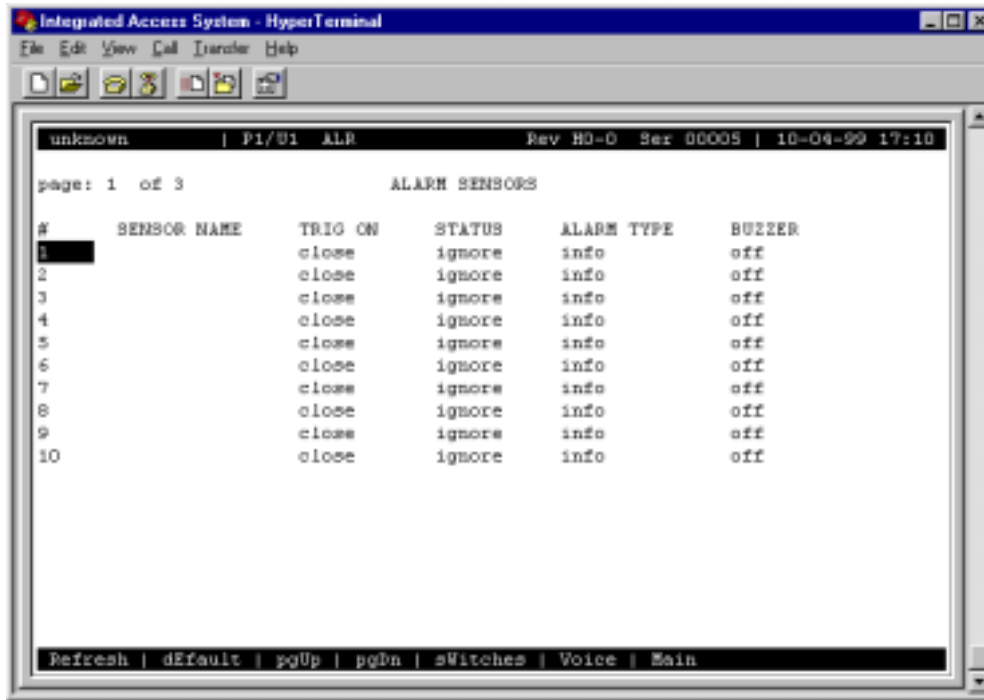 Integrated Access System - HyperTerminal
File Edit View Call Transfer Help
unknown | P1/U1 ALR Rev H0-0 Ser 00005 | 10-04-99 17:10
page: 1 of 3 ALARM SENSORS
# SENSOR NAME TRIG ON STATUS ALARM TYPE BUZZER
1 close ignore info off
2 close ignore info off
3 close ignore info off
4 close ignore info off
5 close ignore info off
6 close ignore info off
7 close ignore info off
8 close ignore info off
9 close ignore info off
10 close ignore info off
Refresh | dEfault | pgUp | pgDn | sWitches | Voice | Main